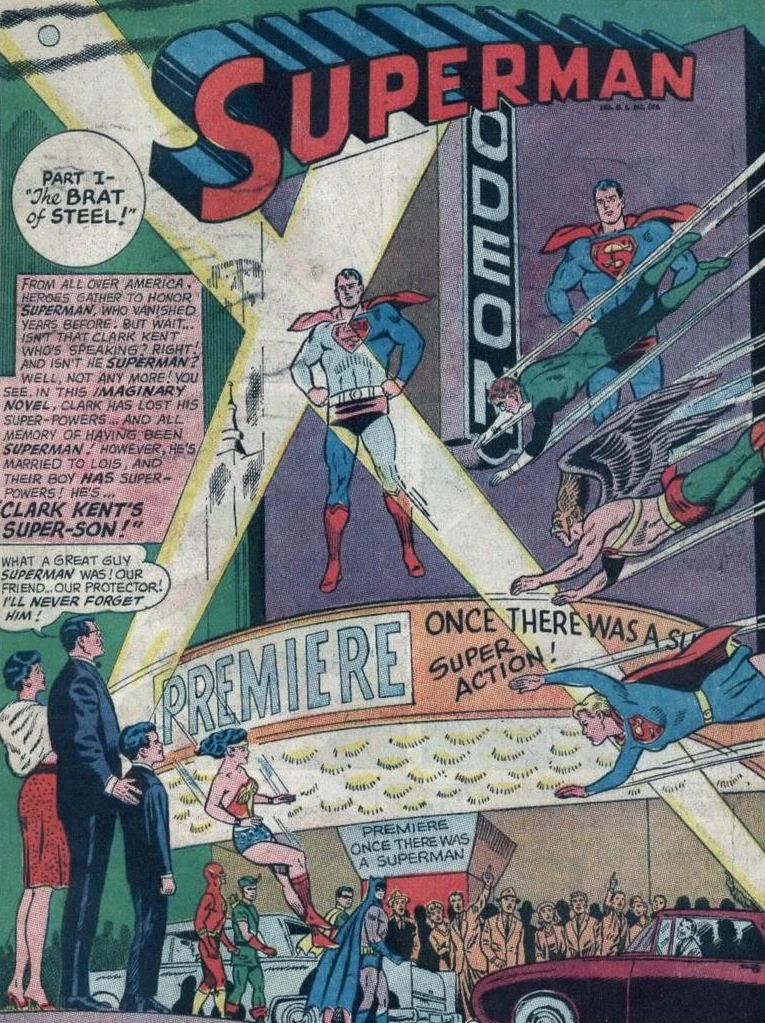 SUPERMAN
REG. U. S. PAT. OFF.
ODEON
PART I-
"The BRAT
of STEEL!"
FROM ALL OVER AMERICA,
HEROES GATHER TO HONOR
SUPERMAN, WHO VANISHED
YEARS BEFORE. BUT WAIT...
ISN'T THAT CLARK KENT
WHO'S SPEAKING? RIGHT!
AND ISN'T HE SUPERMAN?
WELL, NOT ANY MORE! YOU
SEE, IN THIS IMAGINARY
NOVEL, CLARK HAS LOST HIS
SUPER-POWERS... AND ALL
MEMORY OF HAVING BEEN
SUPERMAN! HOWEVER, HE'S
MARRIED TO LOIS, AND
THEIR BOY HAS SUPER-
POWERS! HE'S...
"CLARK KENT'S
SUPER-SON!"
WHAT A GREAT GUY
SUPERMAN WAS! OUR
FRIEND... OUR PROTECTOR!
I'LL NEVER FORGET
HIM!
PREMIERE
ONCE THERE WAS A SU
SUPER
ACTION!
PREMIERE
ONCE THERE WAS
A SUPERMAN